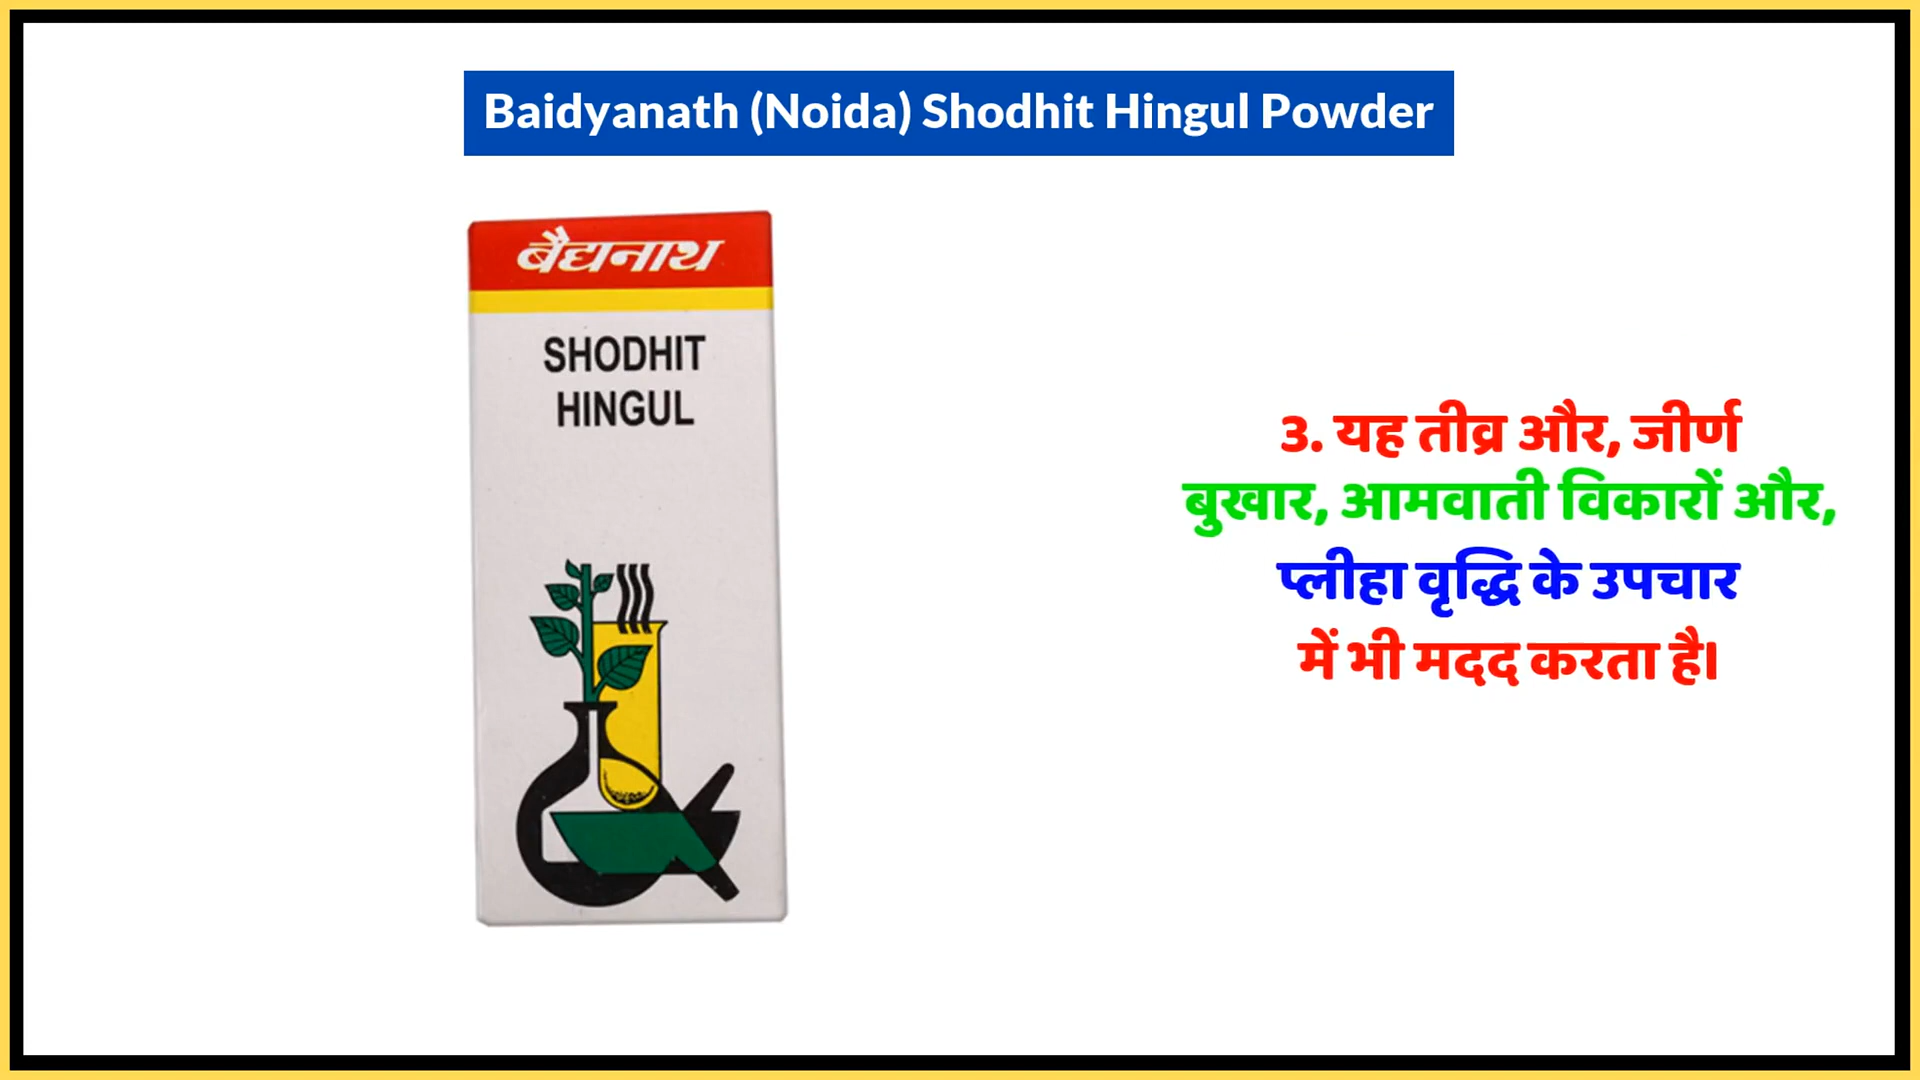 Baidyanath (Noida) Shodhit Hingul Powder
बैद्यनाथ
SHODHIT
HINGUL
3. यह तीव्र और, जीर्ण
बुखार, आमवाती विकारों और,
प्लीहा वृद्धि के उपचार
में भी मदद करता है।